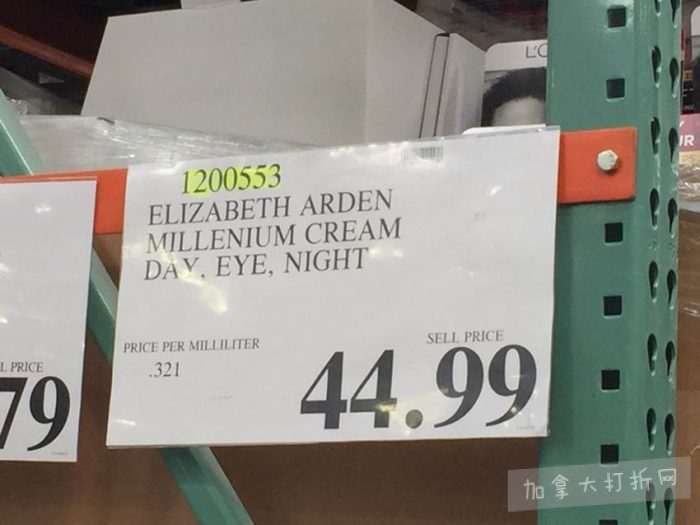 L'O
UR
1200553
ELIZABETH ARDEN
MILLENIUM CREAM
DAY, EYE, NIGHT
PRICE PER MILLILITER
.321
SELL PRICE
44.99
L PRICE
79
加拿大打折网